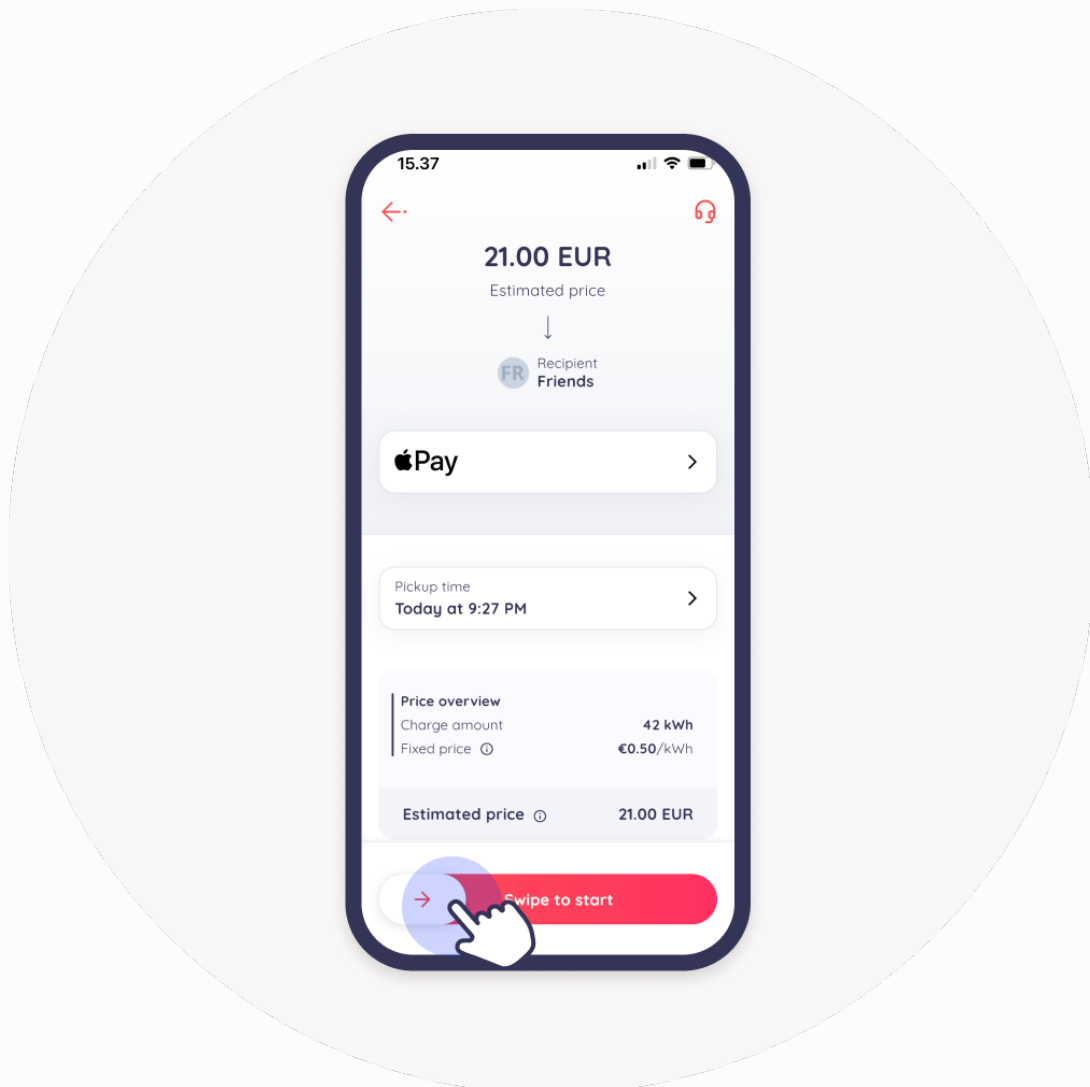 15.37
21.00 EUR
Estimated price
FR
Recipient
Friends
Pay
Pickup time
Today at 9:27 PM
Price overview
Charge amount 42 kWh
Fixed price €0.50/kWh
Estimated price 21.00 EUR
Swipe to start